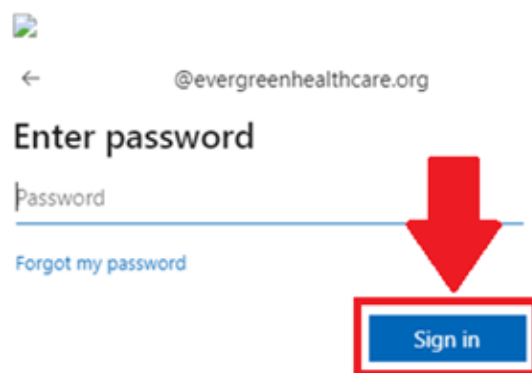 @evergreenhealthcare.org
Enter password
Password
Forgot my password
Sign in